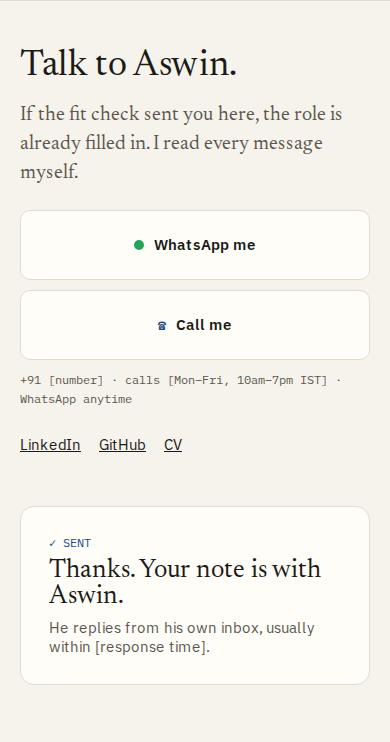 Talk to Aswin.
If the fit check sent you here, the role is
already filled in. I read every message
myself.
WhatsApp me
☎ Call me
+91 [number] · calls [Mon–Fri, 10am–7pm IST] ·
WhatsApp anytime
LinkedIn GitHub CV
✓ SENT
Thanks. Your note is with
Aswin.
He replies from his own inbox, usually
within [response time].